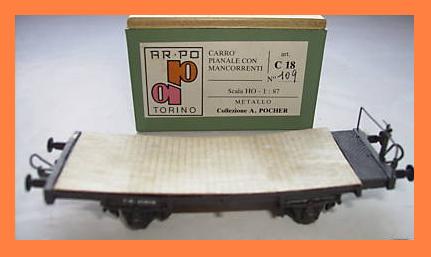 AR·PO
TORINO
CARRO'
PIANALE CON
MANCORRENTI
art.
C 18
N° 109
Scala HO - 1 : 87
METALLO
Collezione A. POCHER